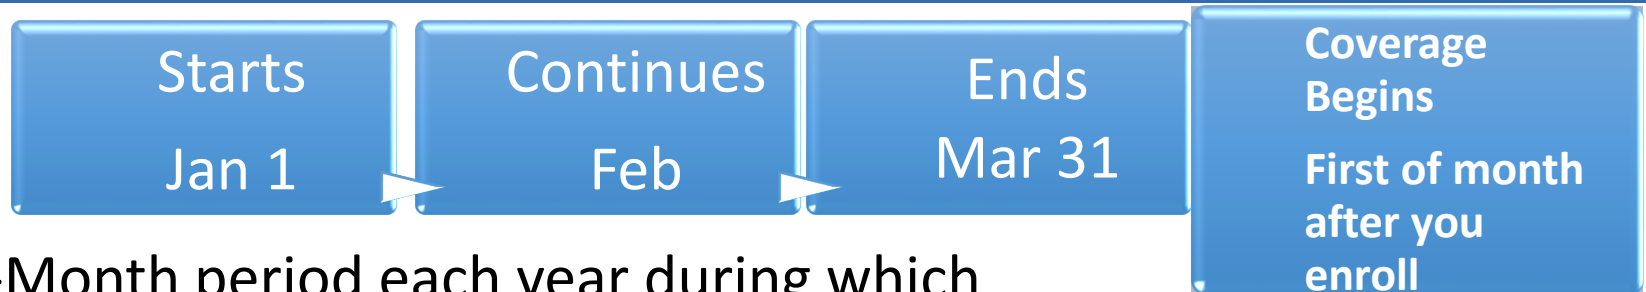 Starts
Jan 1
Continues
Feb
Ends
Mar 31
Coverage
Begins
First of month
after you
enroll
-Month period each year during which